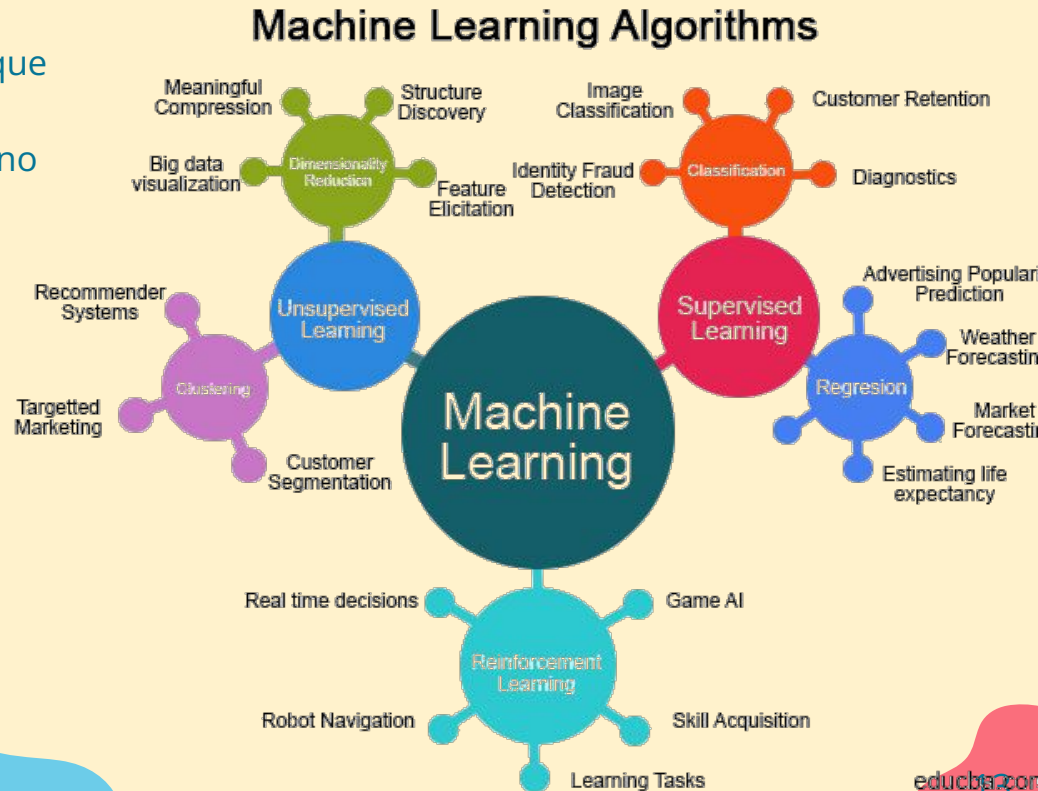 Machine Learning Algorithms
que
no
Meaningful
Compression
Structure
Discovery
Big data
visualization
Dimensionality
Reduction
Feature
Elicitation
Image
Classification
Customer Retention
Identity Fraud
Detection
Classification
Diagnostics
Recommender
Systems
Unsupervised
Learning
Clustering
Targetted
Marketing
Customer
Segmentation
Supervised
Learning
Advertising Populari
Prediction
Weather
Forecastin
Regresion
Market
Forecasti
Estimating life
expectancy
Machine
Learning
Real time decisions
Game AI
Reinforcement
Learning
Robot Navigation
Skill Acquisition
Learning Tasks